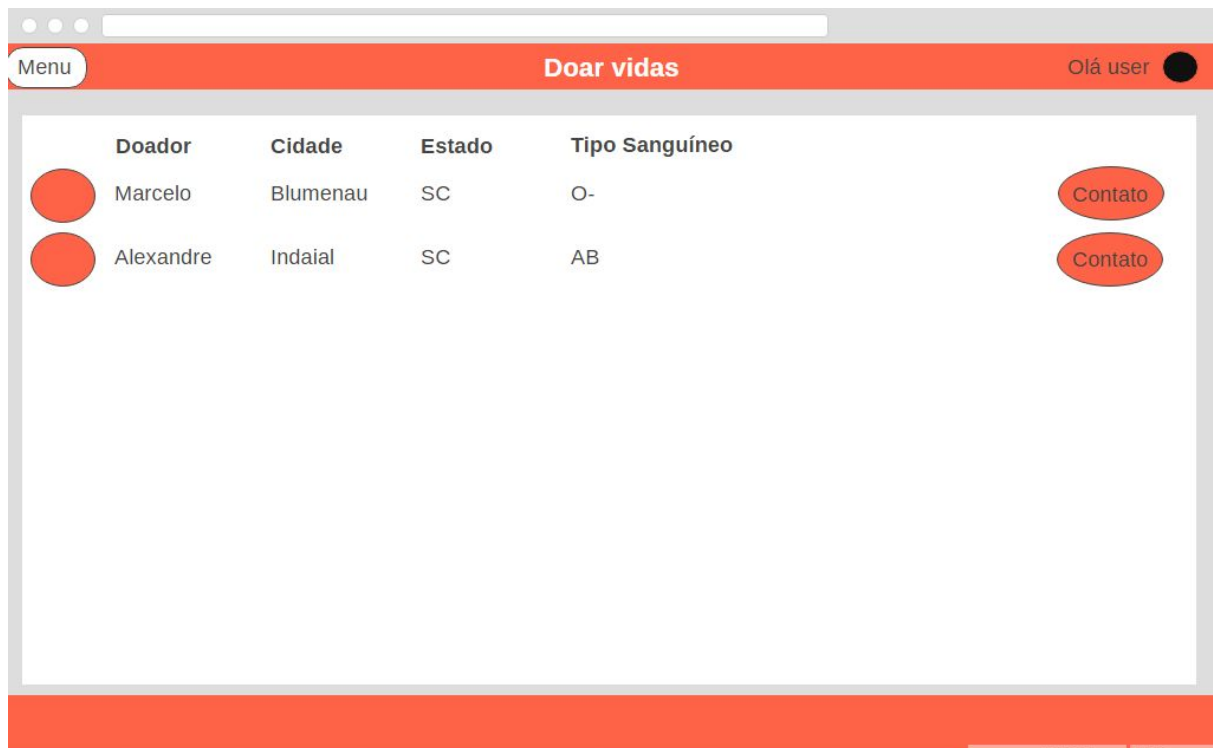 Menu Doar vidas Olá user
Doador Cidade Estado Tipo Sanguíneo
Marcelo Blumenau SC O- Contato
Alexandre Indaial SC AB Contato